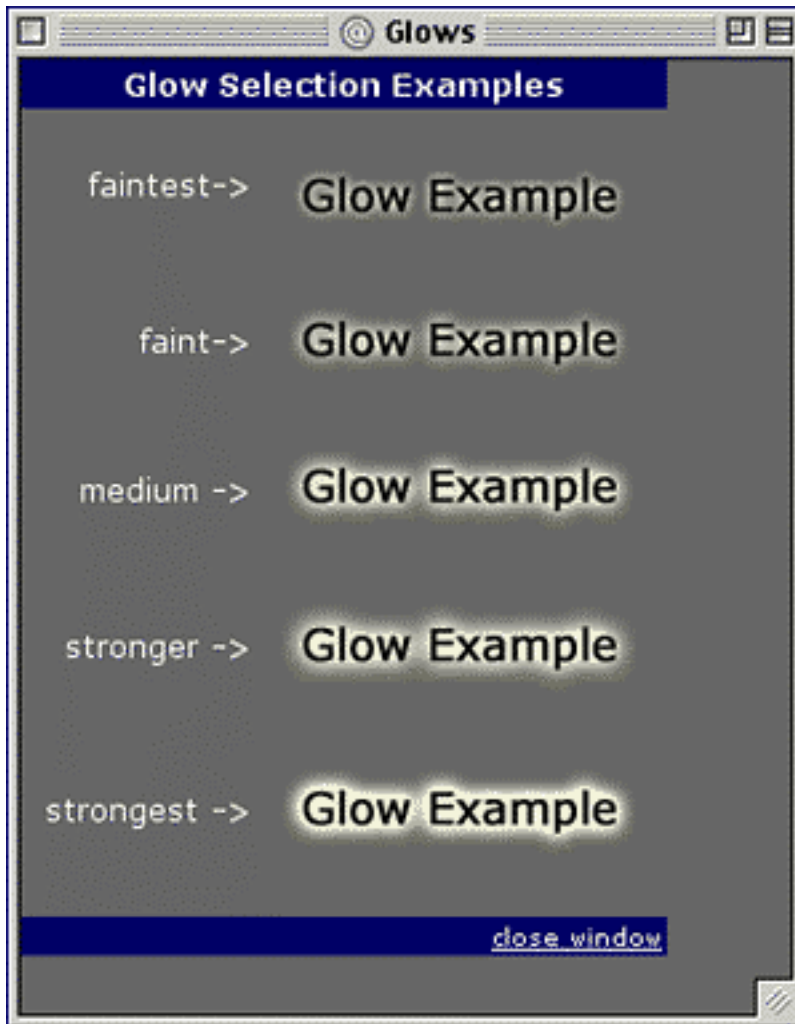 Glows
Glow Selection Examples
faintest-> Glow Example
faint-> Glow Example
medium -> Glow Example
stronger -> Glow Example
strongest -> Glow Example
close window